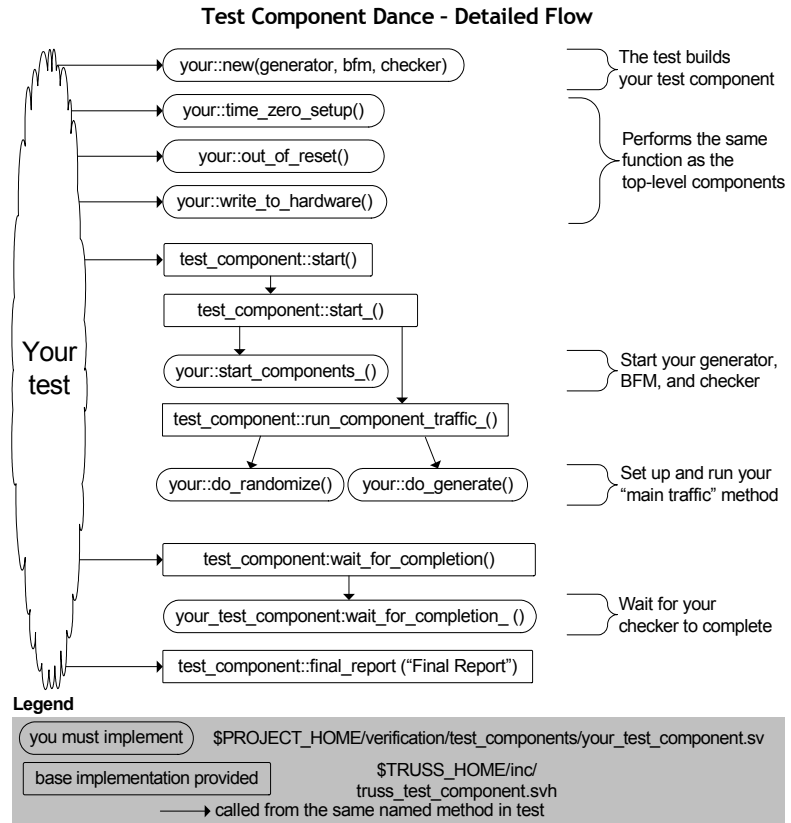 Test Component Dance – Detailed Flow
your::new(generator, bfm, checker)
The test builds
your test component
your::time_zero_setup()
your::out_of_reset()
Performs the same
function as the
top-level components
your::write_to_hardware()
test_component::start()
test_component::start_()
Your
test
your::start_components_()
Start your generator,
BFM, and checker
test_component::run_component_traffic_()
your::do_randomize()
your::do_generate()
Set up and run your
“main traffic” method
test_component:wait_for_completion()
your_test_component:wait_for_completion_ ()
Wait for your
checker to complete
test_component::final_report (“Final Report”)
Legend
you must implement
$PROJECT_HOME/verification/test_components/your_test_component.sv
base implementation provided
$TRUSS_HOME/inc/
truss_test_component.svh
called from the same named method in test